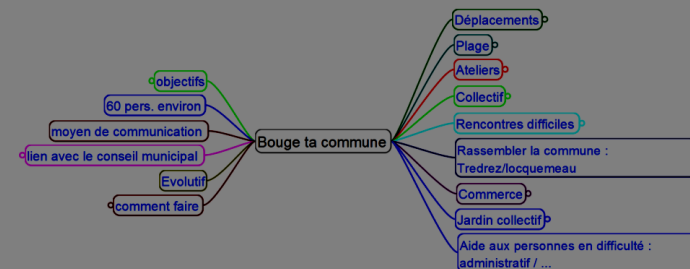 objectifs
60 pers. environ
moyen de communication
lien avec le conseil municipal
Evolutif
comment faire
Bouge ta commune
Déplacements
Plage
Ateliers
Collectif
Rencontres difficiles
Rassembler la commune :
Tredrez/locquemeau
Commerce
Jardin collectif
Aide aux personnes en difficulté :
administratif / ...